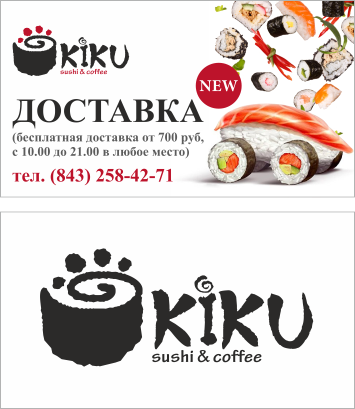 KiKU
sushi & coffee
NEW
ДОСТАВКА
(бесплатная доставка от 700 руб,
с 10.00 до 21.00 в любое место)
тел. (843) 258-42-71
KiKU
sushi & coffee